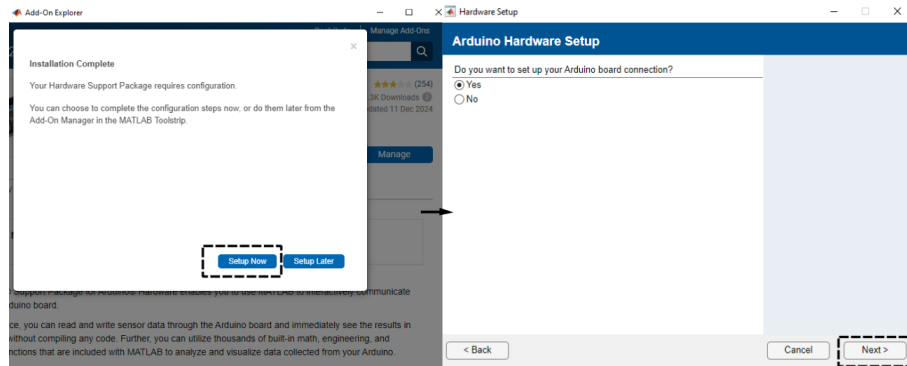 Add-On Explorer
Manage Add-Ons
Installation Complete
Your Hardware Support Package requires configuration.
You can choose to complete the configuration steps now, or do them later from the
Add-On Manager in the MATLAB Toolstrip.
(254)
3K Downloads
dated 11 Dec 2024
Manage
Setup Now
Setup Later
Support Package for Arduino® Hardware enables you to use MATLAB to interactively communicate
duino board.
ce, you can read and write sensor data through the Arduino board and immediately see the results in
without compiling any code. Further, you can utilize thousands of built-in math, engineering, and
nctions that are included with MATLAB to analyze and visualize data collected from your Arduino.
Hardware Setup
Arduino Hardware Setup
Do you want to set up your Arduino board connection?
Yes
No
< Back
Cancel
Next >